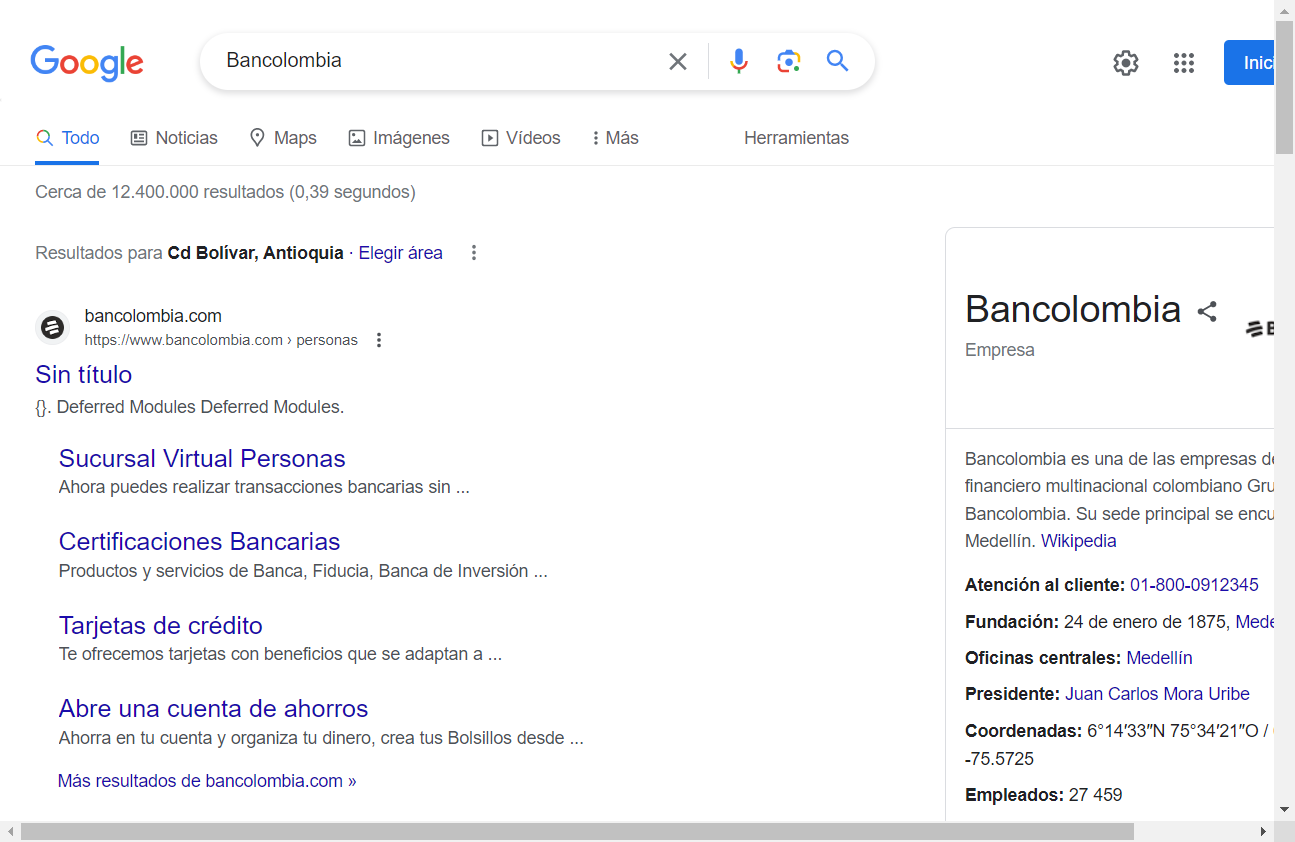 Google
Bancolombia
Inici
Todo
Noticias
Maps
Imágenes
Vídeos
Más
Herramientas
Cerca de 12.400.000 resultados (0,39 segundos)
Resultados para Cd Bolívar, Antioquia · Elegir área
bancolombia.com
https://www.bancolombia.com › personas
Sin título
{}. Deferred Modules Deferred Modules.
Sucursal Virtual Personas
Ahora puedes realizar transacciones bancarias sin ...
Certificaciones Bancarias
Productos y servicios de Banca, Fiducia, Banca de Inversión ...
Tarjetas de crédito
Te ofrecemos tarjetas con beneficios que se adaptan a ...
Abre una cuenta de ahorros
Ahorra en tu cuenta y organiza tu dinero, crea tus Bolsillos desde ...
Más resultados de bancolombia.com »
Bancolombia
Empresa
Bancolombia es una de las empresas de
financiero multinacional colombiano Gru
Bancolombia. Su sede principal se encu
Medellín. Wikipedia
Atención al cliente: 01-800-0912345
Fundación: 24 de enero de 1875, Mede
Oficinas centrales: Medellín
Presidente: Juan Carlos Mora Uribe
Coordenadas: 6°14′33″N 75°34′21″O /
-75.5725
Empleados: 27 459